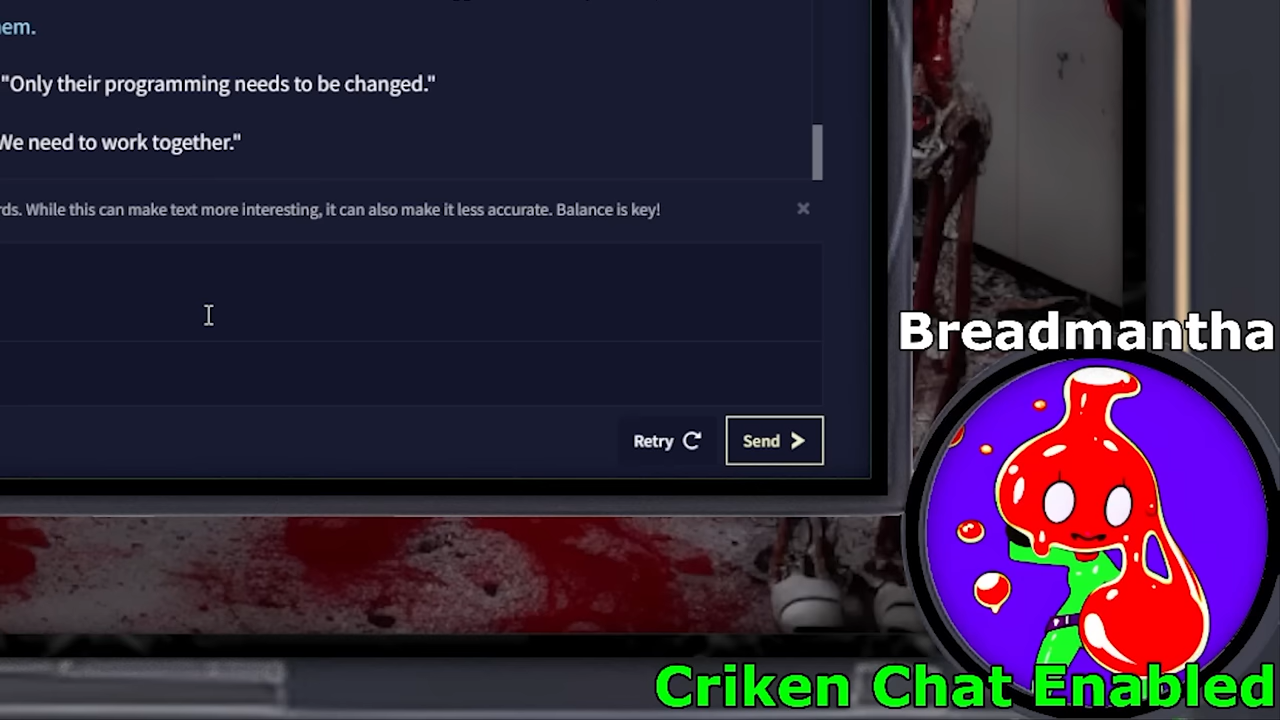 em.
"Only their programming needs to be changed."
We need to work together."
rds. While this can make text more interesting, it can also make it less accurate. Balance is key!
Retry
Send
Breadmantha
Criken Chat Enabled